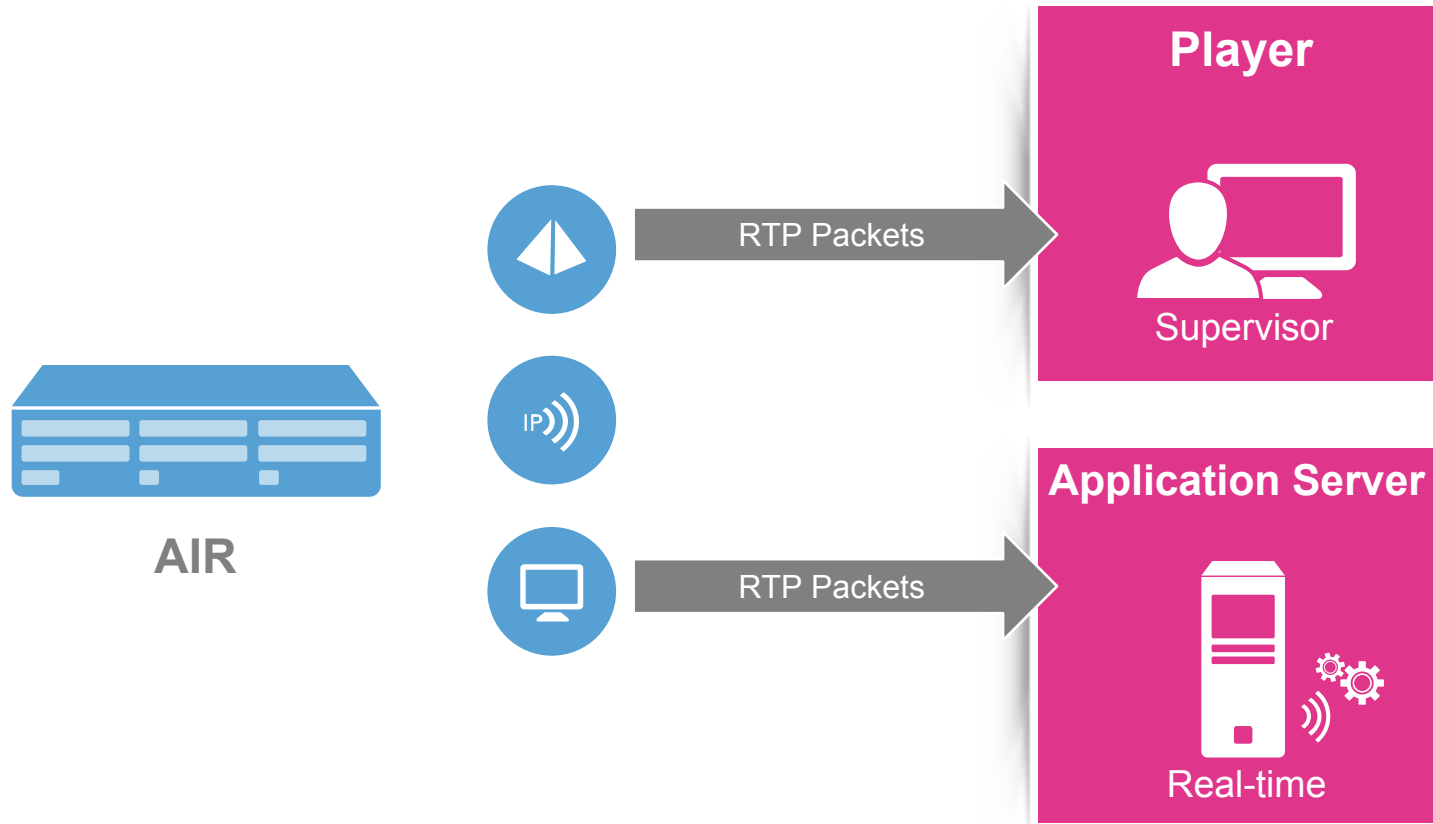 Player
RTP Packets
Supervisor
IP
Application Server
AIR
RTP Packets
Real-time